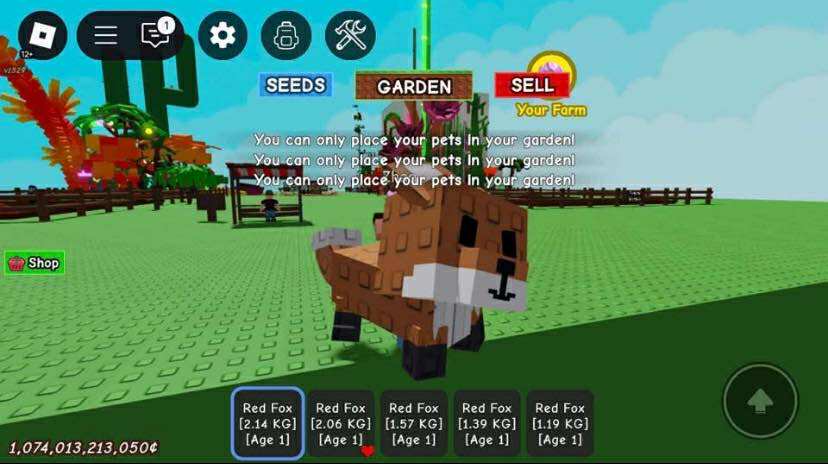 1
12+
v1529
SEEDS
GARDEN
SELL
Your Farm
You can only place your pets in your garden!
You can only place your pets in your garden!
You can only place your pets in your garden!
Shop
Red Fox
[2.14 KG]
[Age 1]
Red Fox
[2.06 KG]
[Age 1]
Red Fox
[1.57 KG]
[Age 1]
Red Fox
[1.39 KG]
[Age 1]
Red Fox
[1.19 KG]
[Age 1]
1,074,013,213,050¢